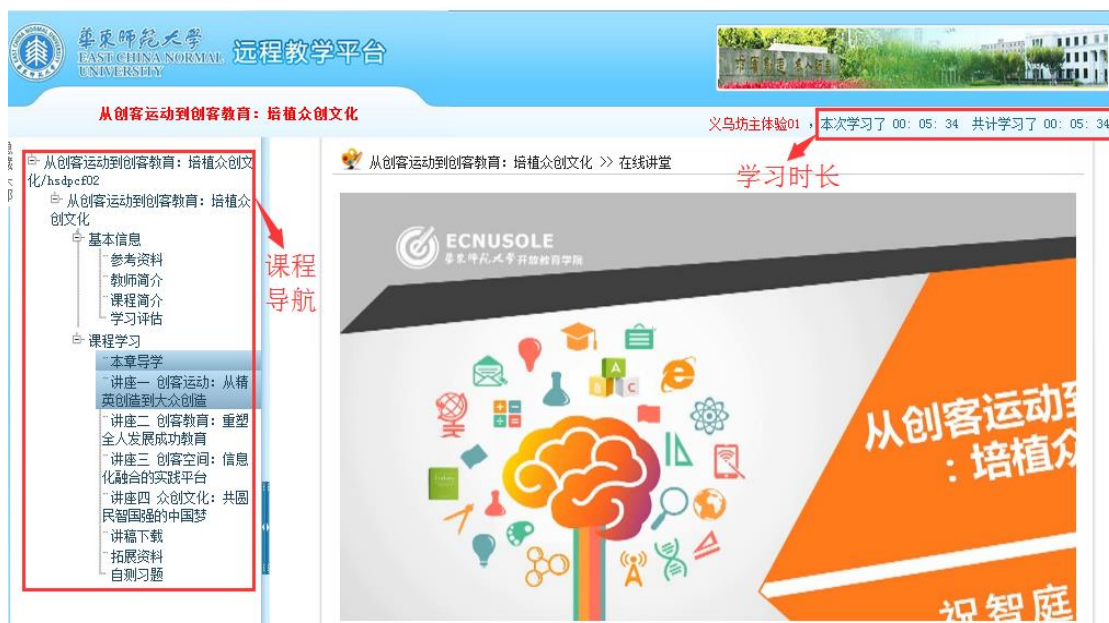 華東师范大学
EAST CHINA NORMAL
UNIVERSITY
远程教学平台
从创客运动到创客教育：培植众创文化
义乌坊主体验01 ，本次学习了 00: 05: 34 共计学习了 00: 05: 34
学习时长
从创客运动到创客教育：培植众创文
化/hsdpcf02
从创客运动到创客教育：培植众
创文化
基本信息
参考资料
教师简介
课程简介
学习评估
课程学习
本章导学
讲座一 创客运动：从精
英创造到大众创造
讲座二 创客教育：重塑
全人发展成功教育
讲座三 创客空间：信息
化融合的实践平台
讲座四 众创文化：共圆
民智国强的中国梦
讲稿下载
拓展资料
自测习题
课程
导航
从创客运动到创客教育：培植众创文化 >> 在线讲堂
ECNUSOLE
華东师范大学开放教育学院
A
B
C
从创客运动至
：培植众
祝智庭